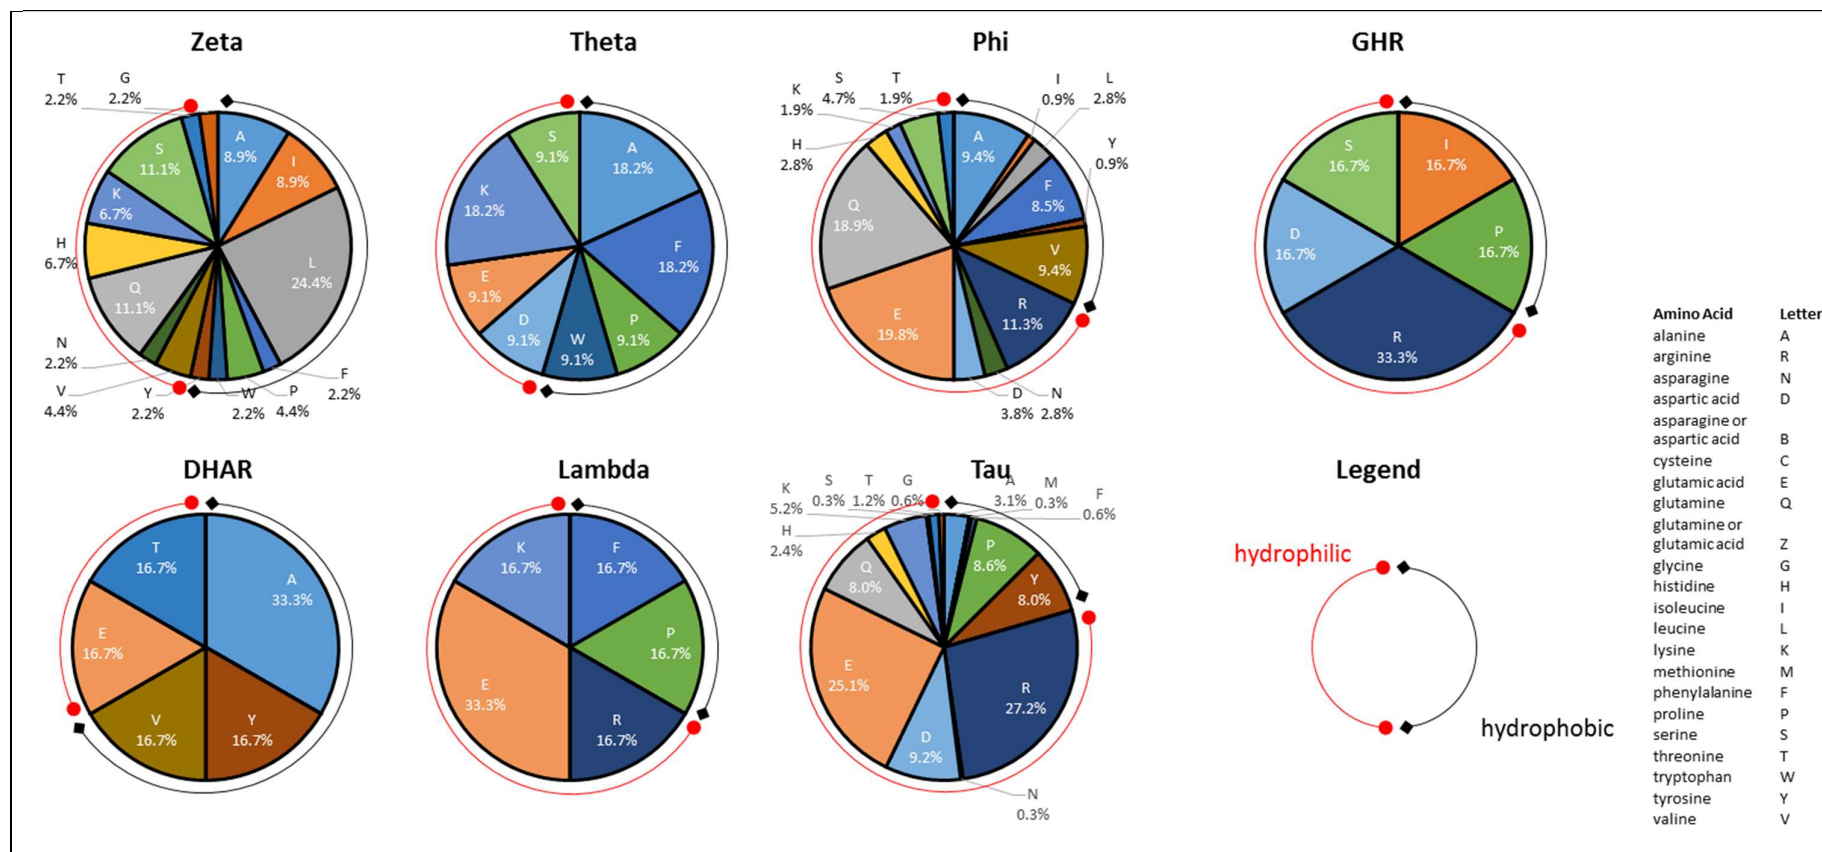 Zeta
T
2.2%
G
2.2%
A
8.9%
I
8.9%
L
24.4%
F
2.2%
P
4.4%
W
2.2%
Y
2.2%
V
4.4%
N
2.2%
Q
11.1%
H
6.7%
K
6.7%
S
11.1%
Theta
A
18.2%
F
18.2%
P
9.1%
W
9.1%
D
9.1%
E
9.1%
K
18.2%
S
9.1%
Phi
K
1.9%
S
4.7%
T
1.9%
I
0.9%
L
2.8%
A
9.4%
F
8.5%
Y
0.9%
V
9.4%
R
11.3%
N
2.8%
D
3.8%
E
19.8%
Q
18.9%
H
2.8%
GHR
I
16.7%
P
16.7%
R
33.3%
D
16.7%
S
16.7%
DHAR
A
33.3%
Y
16.7%
V
16.7%
E
16.7%
T
16.7%
Lambda
F
16.7%
P
16.7%
R
16.7%
E
33.3%
K
16.7%
Tau
K
5.2%
S
0.3%
T
1.2%
G
0.6%
A
3.1%
M
0.3%
F
0.6%
P
8.6%
Y
8.0%
R
27.2%
N
0.3%
D
9.2%
E
25.1%
Q
8.0%
H
2.4%
Legend
hydrophilic
hydrophobic
Amino Acid Letter
alanine A
arginine R
asparagine N
aspartic acid D
asparagine or
aspartic acid B
cysteine C
glutamic acid E
glutamine Q
glutamine or
glutamic acid Z
glycine G
histidine H
isoleucine I
leucine L
lysine K
methionine M
phenylalanine F
proline P
serine S
threonine T
tryptophan W
tyrosine Y
valine V